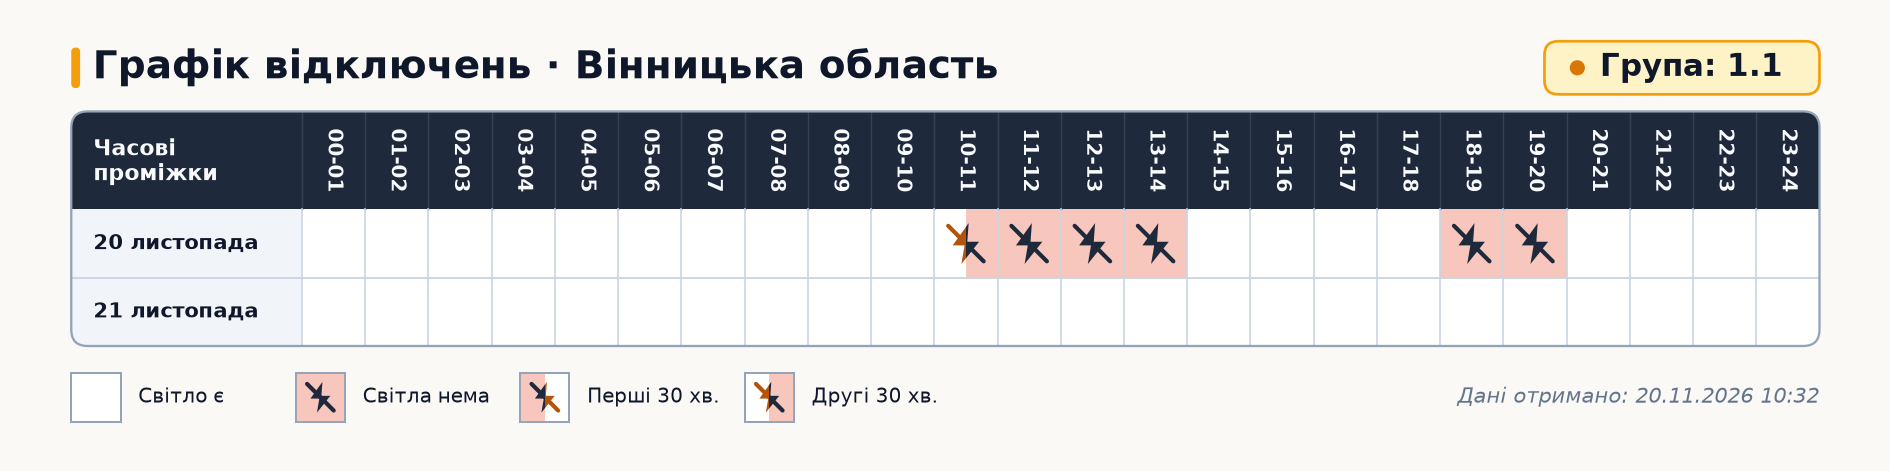 Графік відключень · Вінницька область
Група: 1.1
Часові
проміжки
00-01
01-02
02-03
03-04
04-05
05-06
06-07
07-08
08-09
09-10
10-11
11-12
12-13
13-14
14-15
15-16
16-17
17-18
18-19
19-20
20-21
21-22
22-23
23-24
20 листопада
21 листопада
Світло є
Світла нема
Перші 30 хв.
Другі 30 хв.
Дані отримано: 20.11.2026 10:32